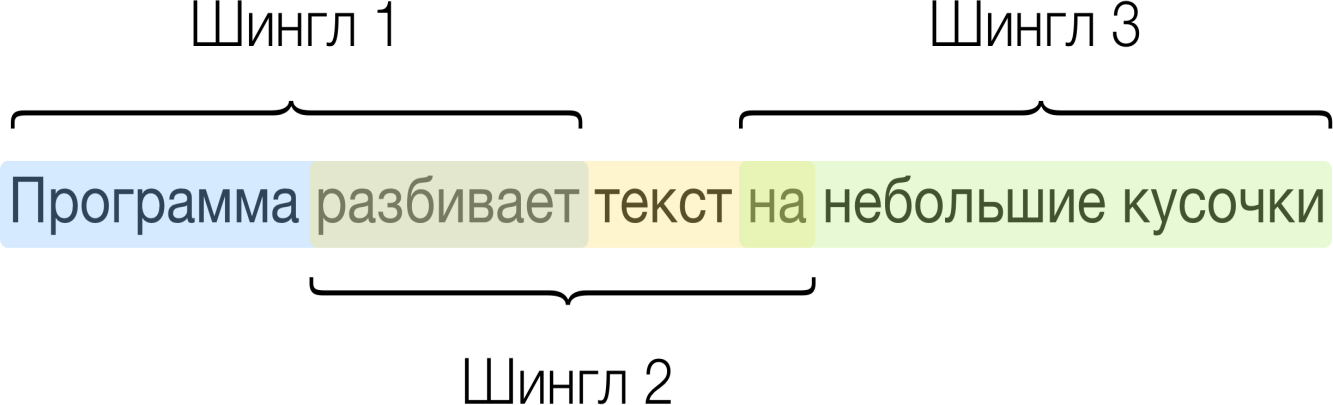 Шингл 1
Шингл 3
Программа разбивает текст на небольшие кусочки
Шингл 2